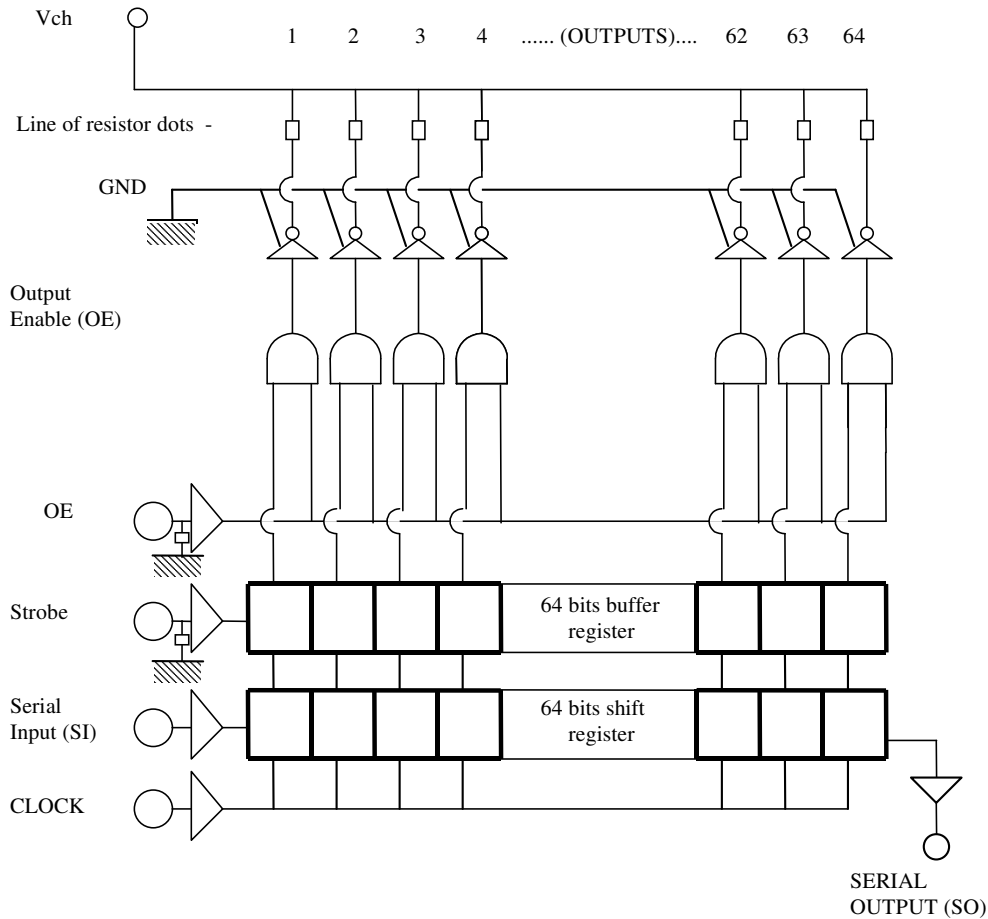 Vch
1 2 3 4 ...... (OUTPUTS).... 62 63 64
Line of resistor dots -
GND
Output
Enable (OE)
OE
Strobe
64 bits buffer
register
Serial
Input (SI)
64 bits shift
register
CLOCK
SERIAL
OUTPUT (SO)